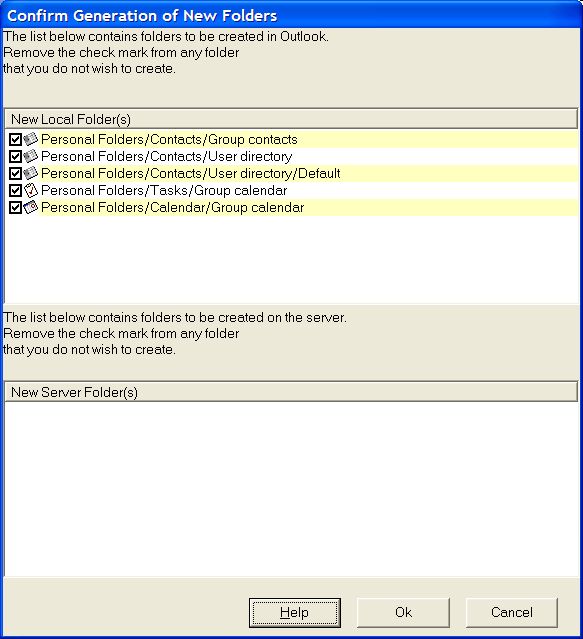 Confirm Generation of New Folders
The list below contains folders to be created in Outlook.
Remove the check mark from any folder
that you do not wish to create.
New Local Folder(s)
Personal Folders/Contacts/Group contacts
Personal Folders/Contacts/User directory
Personal Folders/Contacts/User directory/Default
Personal Folders/Tasks/Group calendar
Personal Folders/Calendar/Group calendar
The list below contains folders to be created on the server.
Remove the check mark from any folder
that you do not wish to create.
New Server Folder(s)
Help Ok Cancel